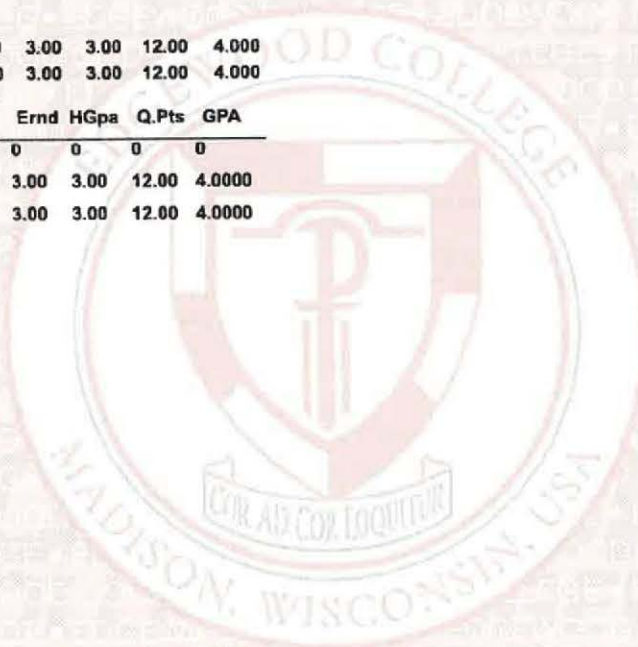 3.00 3.00 12.00 4.000
3.00 3.00 12.00 4.000
Ernd HGpa Q.Pts GPA
0 0 0 0
3.00 3.00 12.00 4.0000
3.00 3.00 12.00 4.0000
EDGEWOOD COLLEGE
COR AD COR LOQUITUR
MADISON, WISCONSIN, USA